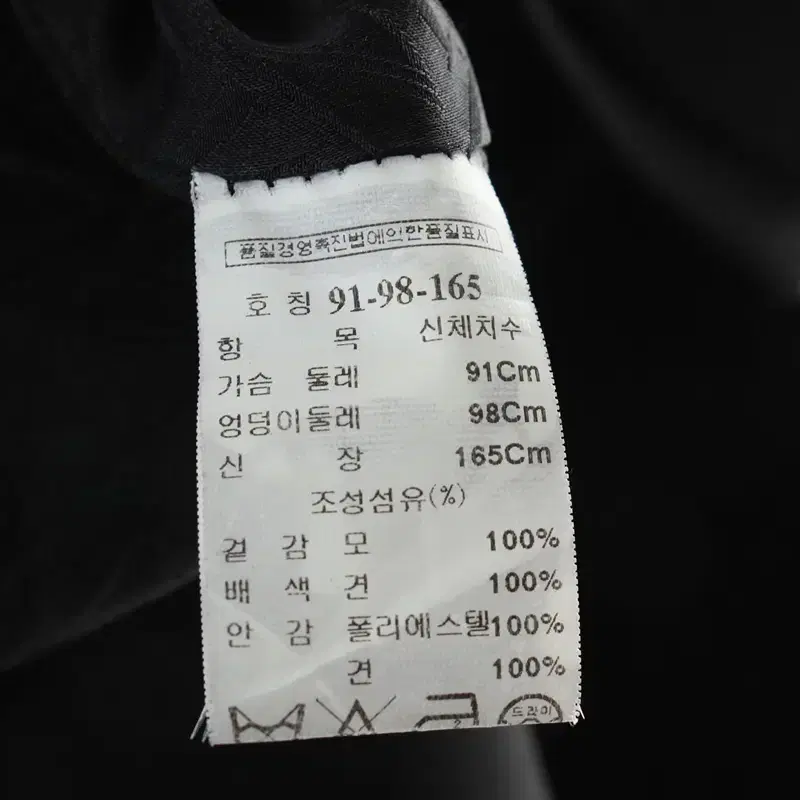 품질경영촉진법에의한품질표시
호 칭 91-98-165
항 목 신체치수
가슴 둘레 91Cm
엉덩이둘레 98Cm
신 장 165Cm
조성섬유(%)
겉 감 모 100%
배 색 견 100%
안 감 폴리에스텔100%
견 100%
드라이